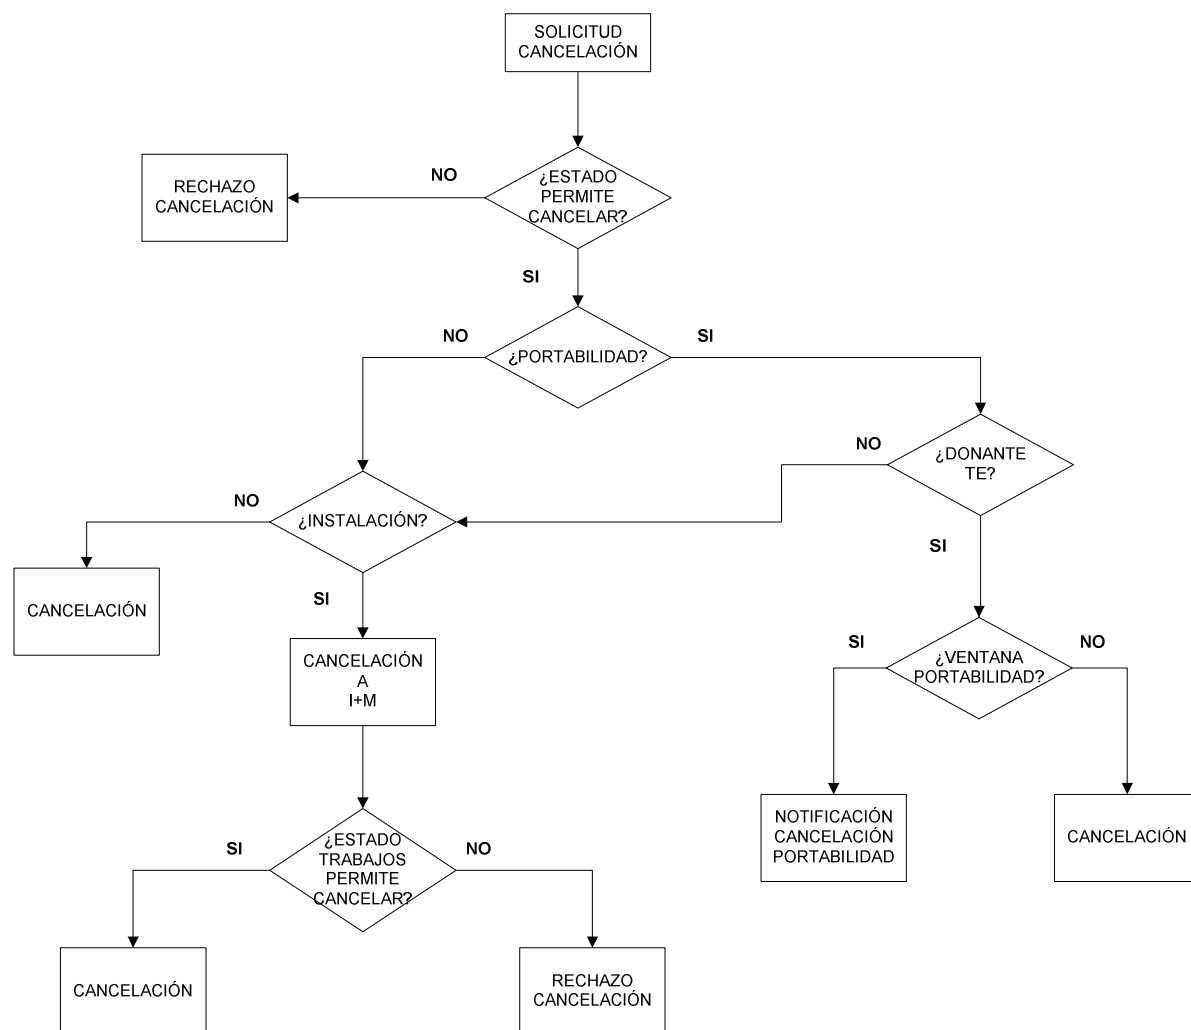 SOLICITUD
CANCELACIÓN
¿ESTADO
PERMITE
CANCELAR?
NO
RECHAZO
CANCELACIÓN
SI
¿PORTABILIDAD?
NO
SI
¿DONANTE
TE?
NO
SI
¿INSTALACIÓN?
NO
CANCELACIÓN
SI
CANCELACIÓN
A
I+M
¿VENTANA
PORTABILIDAD?
SI
NO
NOTIFICACIÓN
CANCELACIÓN
PORTABILIDAD
CANCELACIÓN
¿ESTADO
TRABAJOS
PERMITE
CANCELAR?
SI
NO
CANCELACIÓN
RECHAZO
CANCELACIÓN